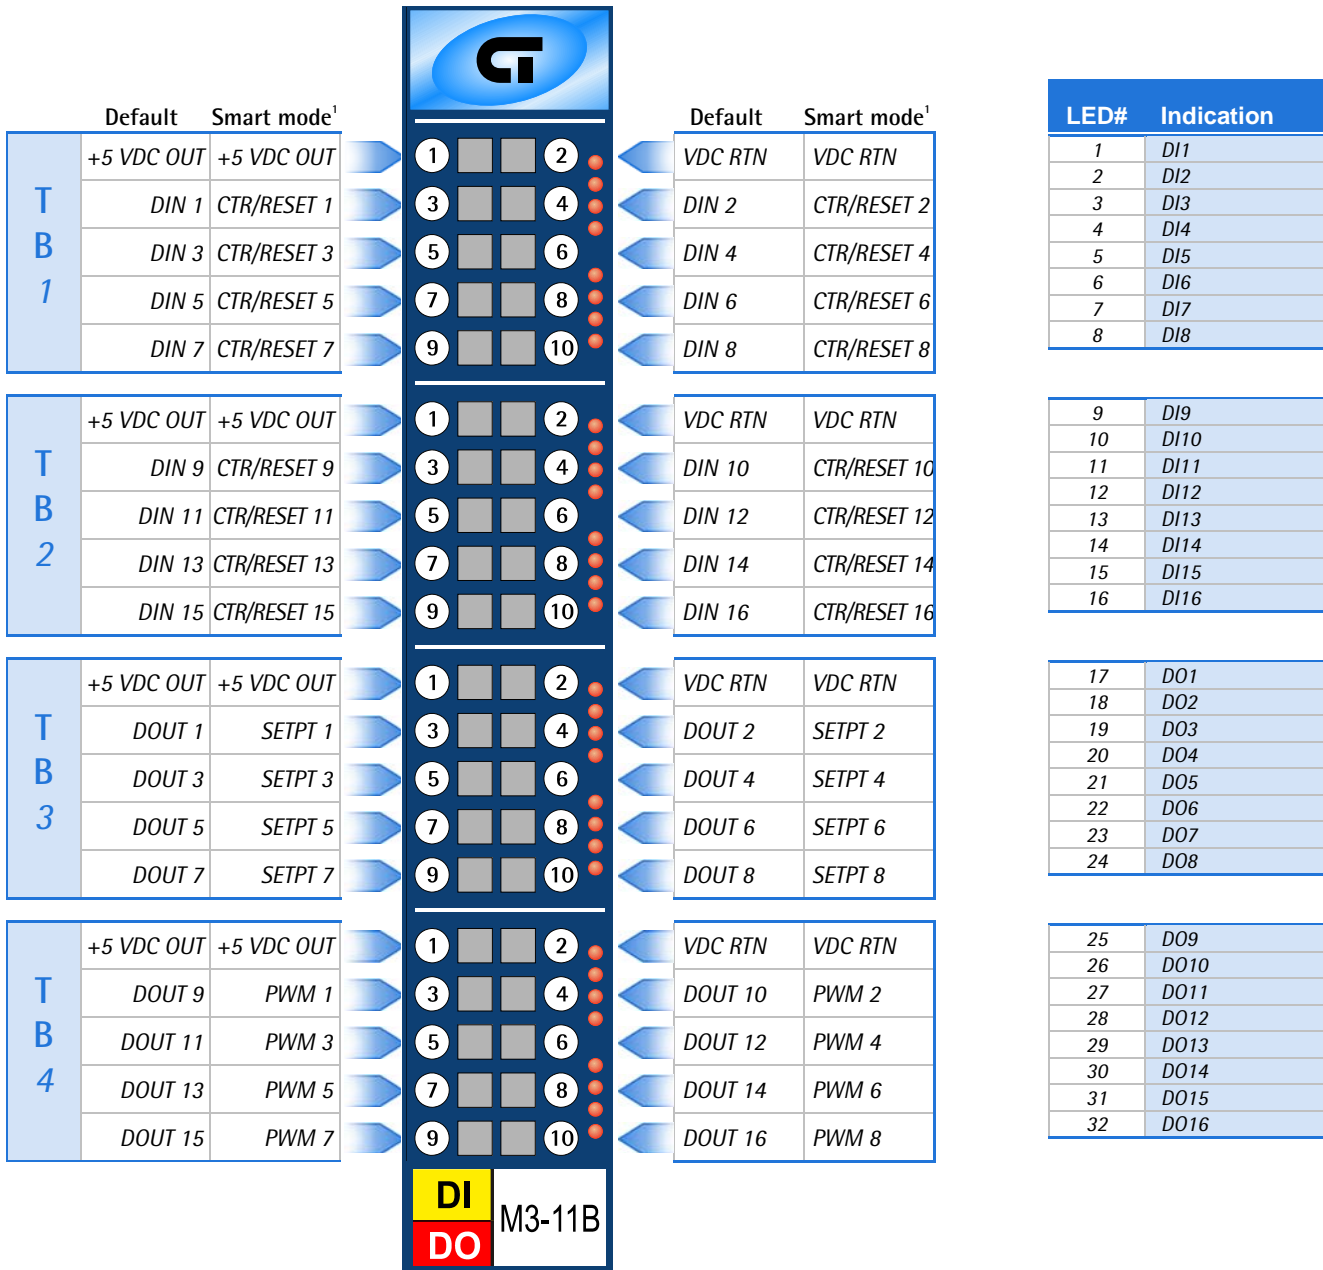 CT
Default Smart mode¹ Default Smart mode¹ LED# Indication
TB1
+5 VDC OUT +5 VDC OUT 1 2 VDC RTN VDC RTN
DIN 1 CTR/RESET 1 3 4 DIN 2 CTR/RESET 2
DIN 3 CTR/RESET 3 5 6 DIN 4 CTR/RESET 4
DIN 5 CTR/RESET 5 7 8 DIN 6 CTR/RESET 6
DIN 7 CTR/RESET 7 9 10 DIN 8 CTR/RESET 8
1 DI1
2 DI2
3 DI3
4 DI4
5 DI5
6 DI6
7 DI7
8 DI8
TB2
+5 VDC OUT +5 VDC OUT 1 2 VDC RTN VDC RTN
DIN 9 CTR/RESET 9 3 4 DIN 10 CTR/RESET 10
DIN 11 CTR/RESET 11 5 6 DIN 12 CTR/RESET 12
DIN 13 CTR/RESET 13 7 8 DIN 14 CTR/RESET 14
DIN 15 CTR/RESET 15 9 10 DIN 16 CTR/RESET 16
9 DI9
10 DI10
11 DI11
12 DI12
13 DI13
14 DI14
15 DI15
16 DI16
TB3
+5 VDC OUT +5 VDC OUT 1 2 VDC RTN VDC RTN
DOUT 1 SETPT 1 3 4 DOUT 2 SETPT 2
DOUT 3 SETPT 3 5 6 DOUT 4 SETPT 4
DOUT 5 SETPT 5 7 8 DOUT 6 SETPT 6
DOUT 7 SETPT 7 9 10 DOUT 8 SETPT 8
17 DO1
18 DO2
19 DO3
20 DO4
21 DO5
22 DO6
23 DO7
24 DO8
TB4
+5 VDC OUT +5 VDC OUT 1 2 VDC RTN VDC RTN
DOUT 9 PWM 1 3 4 DOUT 10 PWM 2
DOUT 11 PWM 3 5 6 DOUT 12 PWM 4
DOUT 13 PWM 5 7 8 DOUT 14 PWM 6
DOUT 15 PWM 7 9 10 DOUT 16 PWM 8
25 DO9
26 DO10
27 DO11
28 DO12
29 DO13
30 DO14
31 DO15
32 DO16
DI
M3-11B
DO